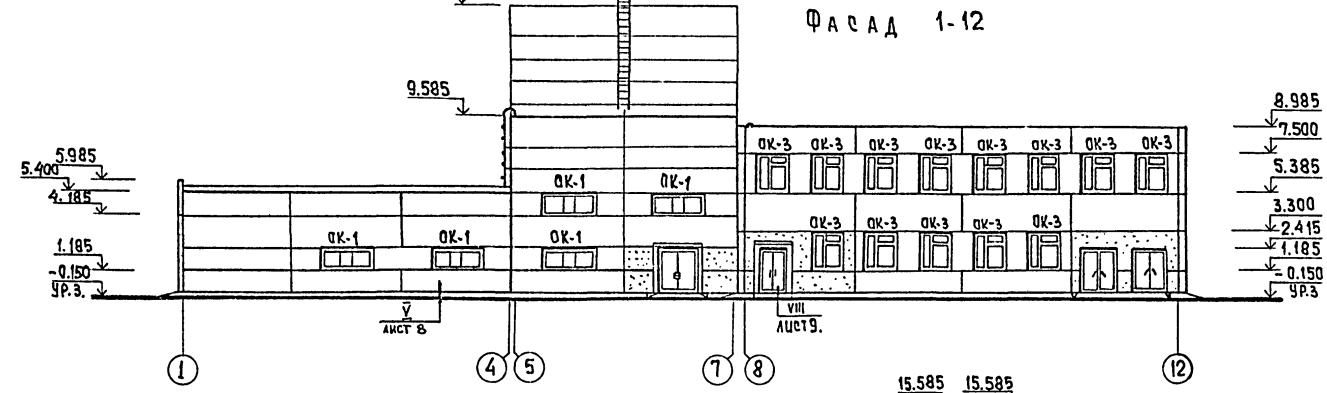 Фасад 1-12
9.585
8.985
7.500
5.385
3.300
2.415
1.185
-0.150
УР.З
5.985
5.400
4.185
1.185
-0.150
УР.З.
ОК-3 ОК-3 ОК-3 ОК-3 ОК-3 ОК-3 ОК-3 ОК-3
ОК-1 ОК-1
ОК-3 ОК-3 ОК-3 ОК-3 ОК-3
ОК-1 ОК-1 ОК-1
V
ЛИСТ 8
VIII
ЛИСТ 9.
1 4 5 7 8 12
15.585 15.585